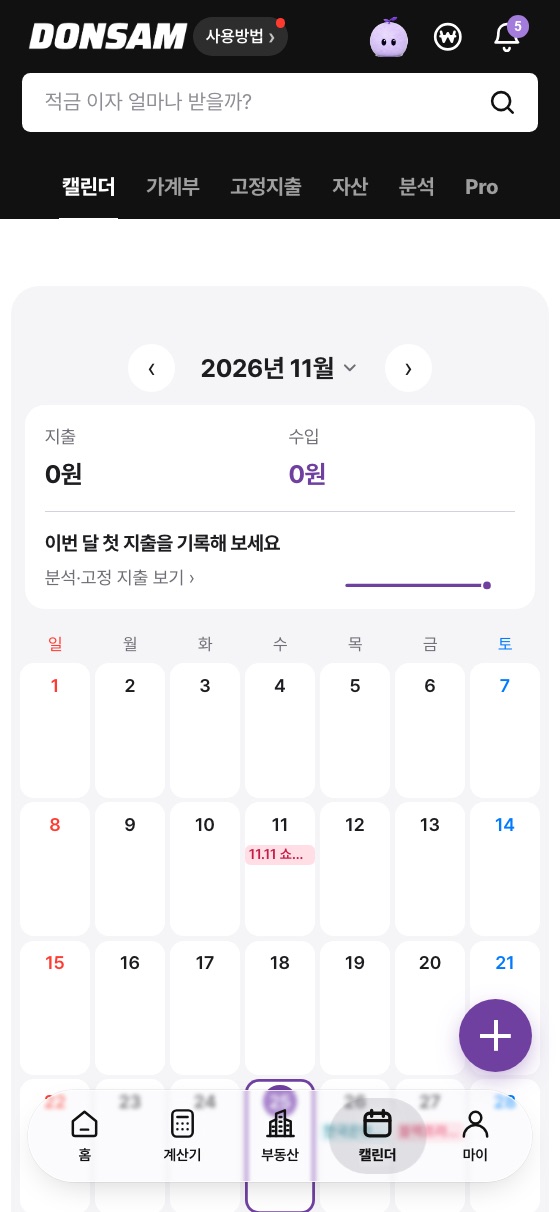 DONSAM 사용방법 › 5
적금 이자 얼마나 받을까?
캘린더 가계부 고정지출 자산 분석 Pro
‹ 2026년 11월 ›
지출 수입
0원 0원
이번 달 첫 지출을 기록해 보세요
분석·고정 지출 보기 ›
일 월 화 수 목 금 토
1 2 3 4 5 6 7
8 9 10 11 12 13 14
11.11 쇼...
15 16 17 18 19 20 21
22 23 24 25 26 27 28
홈 계산기 부동산 캘린더 마이